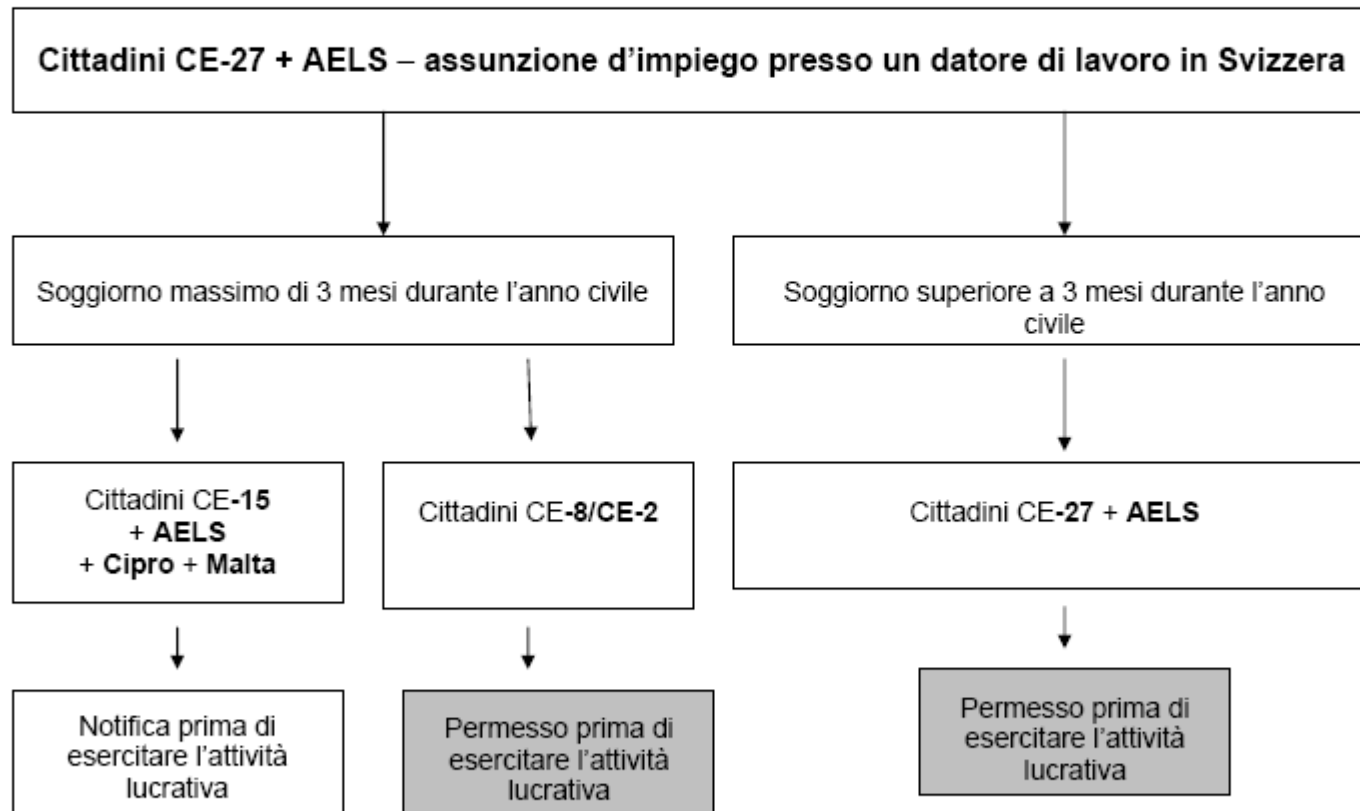 Cittadini CE-27 + AELS – assunzione d'impiego presso un datore di lavoro in Svizzera
Soggiorno massimo di 3 mesi durante l'anno civile
Soggiorno superiore a 3 mesi durante l'anno
civile
Cittadini CE-15
+ AELS
+ Cipro + Malta
Cittadini CE-8/CE-2
Cittadini CE-27 + AELS
Notifica prima di
esercitare l'attività
lucrativa
Permesso prima di
esercitare l'attività
lucrativa
Permesso prima di
esercitare l'attività
lucrativa